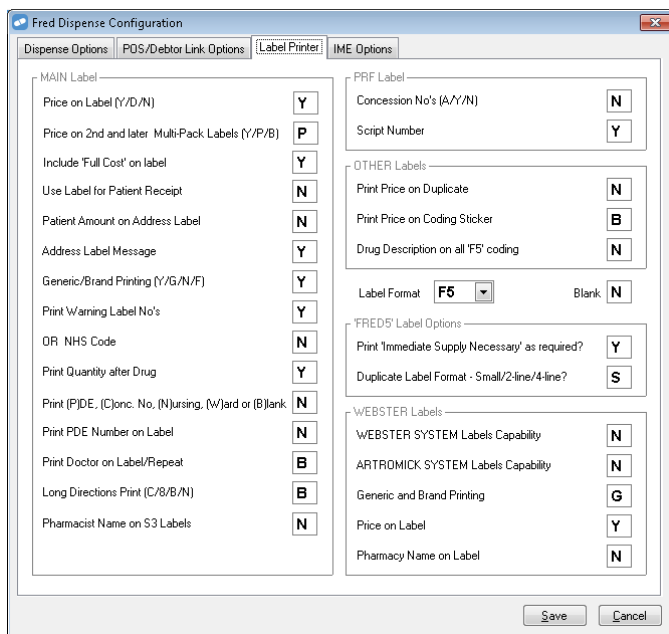 Fred Dispense Configuration
Dispense Options POS/Debtor Link Options Label Printer IME Options
MAIN Label
Price on Label (Y/D/N) Y
Price on 2nd and later Multi-Pack Labels (Y/P/B) P
Include 'Full Cost' on label Y
Use Label for Patient Receipt N
Patient Amount on Address Label N
Address Label Message Y
Generic/Brand Printing (Y/G/N/F) Y
Print Warning Label No's Y
OR NHS Code N
Print Quantity after Drug Y
Print (P)DE, (C)onc. No, (N)ursing, (W)ard or (B)lank N
Print PDE Number on Label N
Print Doctor on Label/Repeat B
Long Directions Print (C/8/B/N) B
Pharmacist Name on S3 Labels N
PRF Label
Concession No's (A/Y/N) N
Script Number Y
OTHER Labels
Print Price on Duplicate N
Print Price on Coding Sticker B
Drug Description on all 'F5' coding N
Label Format F5 Blank N
'FRED5' Label Options
Print 'Immediate Supply Necessary' as required? Y
Duplicate Label Format - Small/2-line/4-line? S
WEBSTER Labels
WEBSTER SYSTEM Labels Capability N
ARTROMICK SYSTEM Labels Capability N
Generic and Brand Printing G
Price on Label Y
Pharmacy Name on Label N
Save Cancel